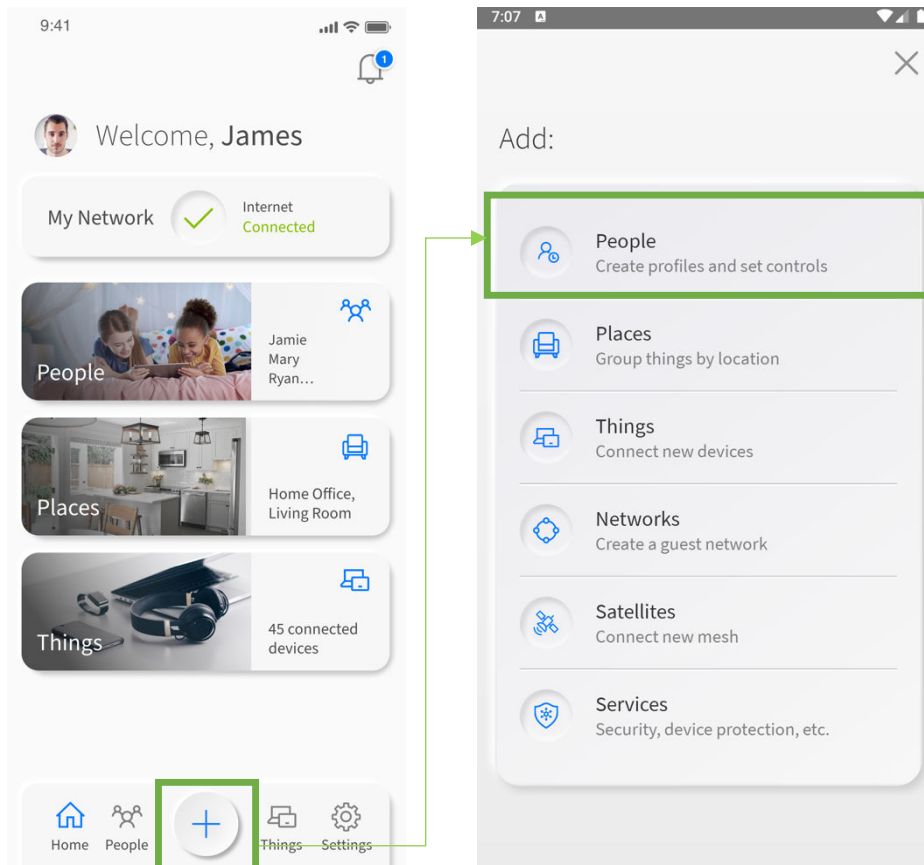 9:41
1
Welcome, James
My Network
Internet
Connected
People
Jamie
Mary
Ryan...
Places
Home Office,
Living Room
Things
45 connected
devices
Home
People
Things
Settings
7:07
A
Add:
People
Create profiles and set controls
Places
Group things by location
Things
Connect new devices
Networks
Create a guest network
Satellites
Connect new mesh
Services
Security, device protection, etc.